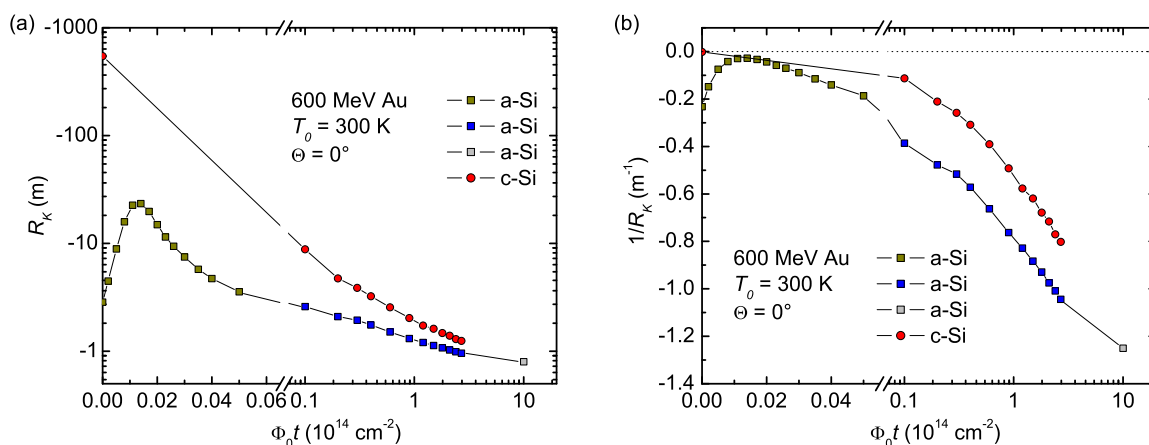 (a)
-1000
-100
-10
-1
R_K (m)
600 MeV Au
T_0 = 300 K
Θ = 0°
a-Si
a-Si
a-Si
c-Si
0.00 0.02 0.04 0.06 0.1 1 10
Φ_0t (10^14 cm^-2)
(b)
0.0
-0.2
-0.4
-0.6
-0.8
-1.0
-1.2
-1.4
1/R_K (m^-1)
600 MeV Au
T_0 = 300 K
Θ = 0°
a-Si
a-Si
a-Si
c-Si
0.00 0.02 0.04 0.1 1 10
Φ_0t (10^14 cm^-2)